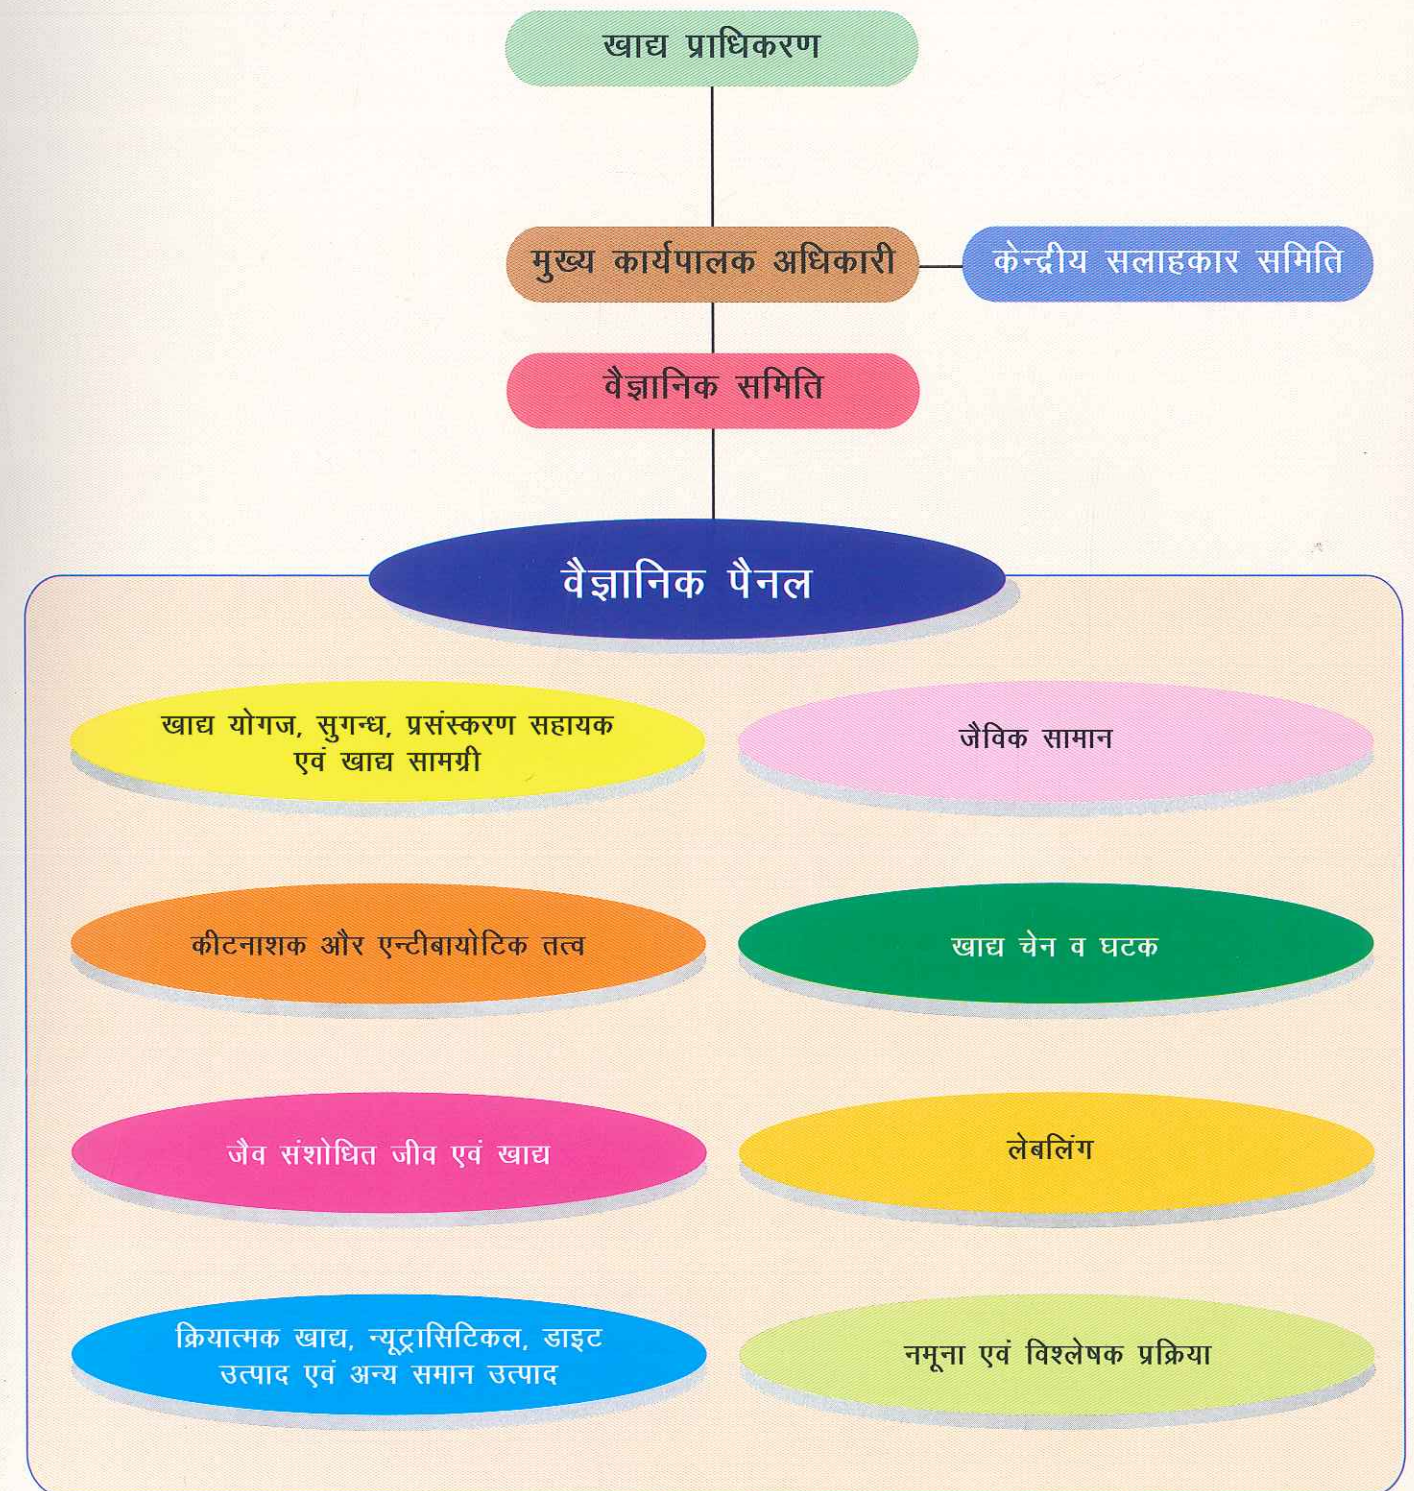 खाद्य प्राधिकरण
मुख्य कार्यपालक अधिकारी
केन्द्रीय सलाहकार समिति
वैज्ञानिक समिति
वैज्ञानिक पैनल
खाद्य योगज, सुगन्ध, प्रसंस्करण सहायक
एवं खाद्य सामग्री
जैविक सामान
कीटनाशक और एन्टीबायोटिक तत्व
खाद्य चेन व घटक
जैव संशोधित जीव एवं खाद्य
लेबलिंग
क्रियात्मक खाद्य, न्यूट्रासिटिकल, डाइट
उत्पाद एवं अन्य समान उत्पाद
नमूना एवं विश्लेषक प्रक्रिया